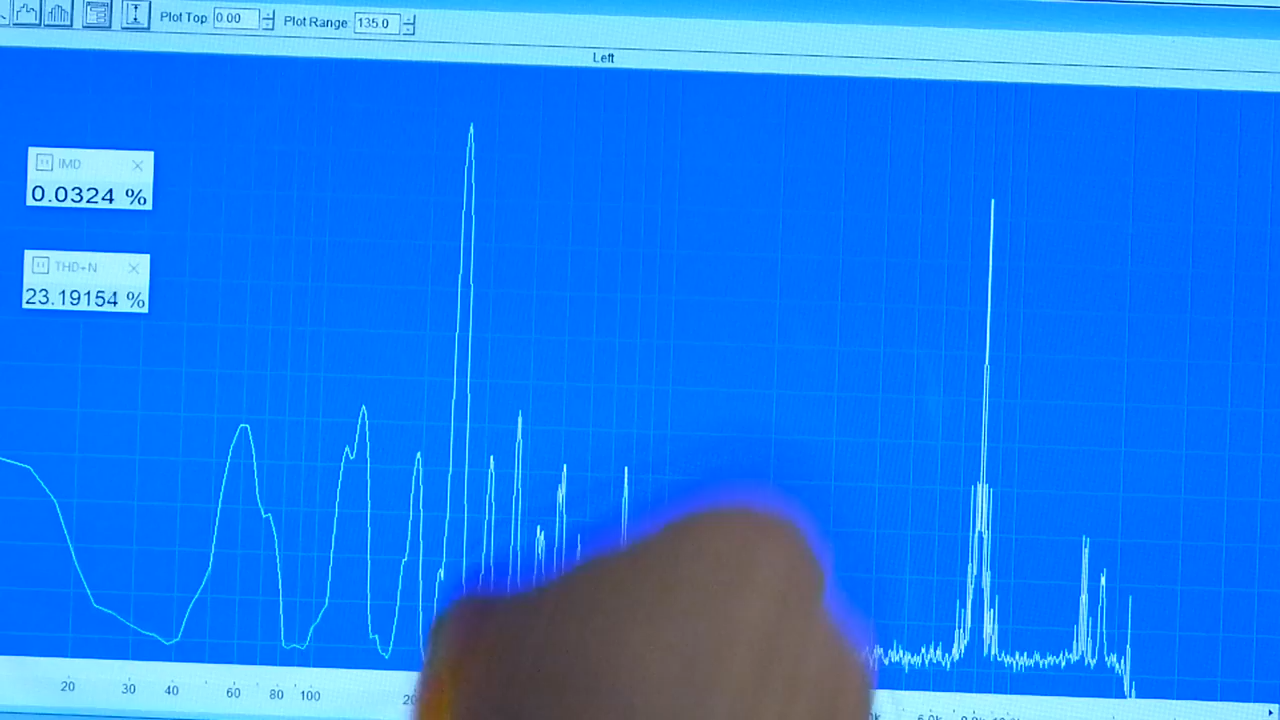 Plot Top: 0.00 Plot Range: 135.0
Left
IMD
0.0324 %
THD+N
23.19154 %
20 30 40 60 80 100